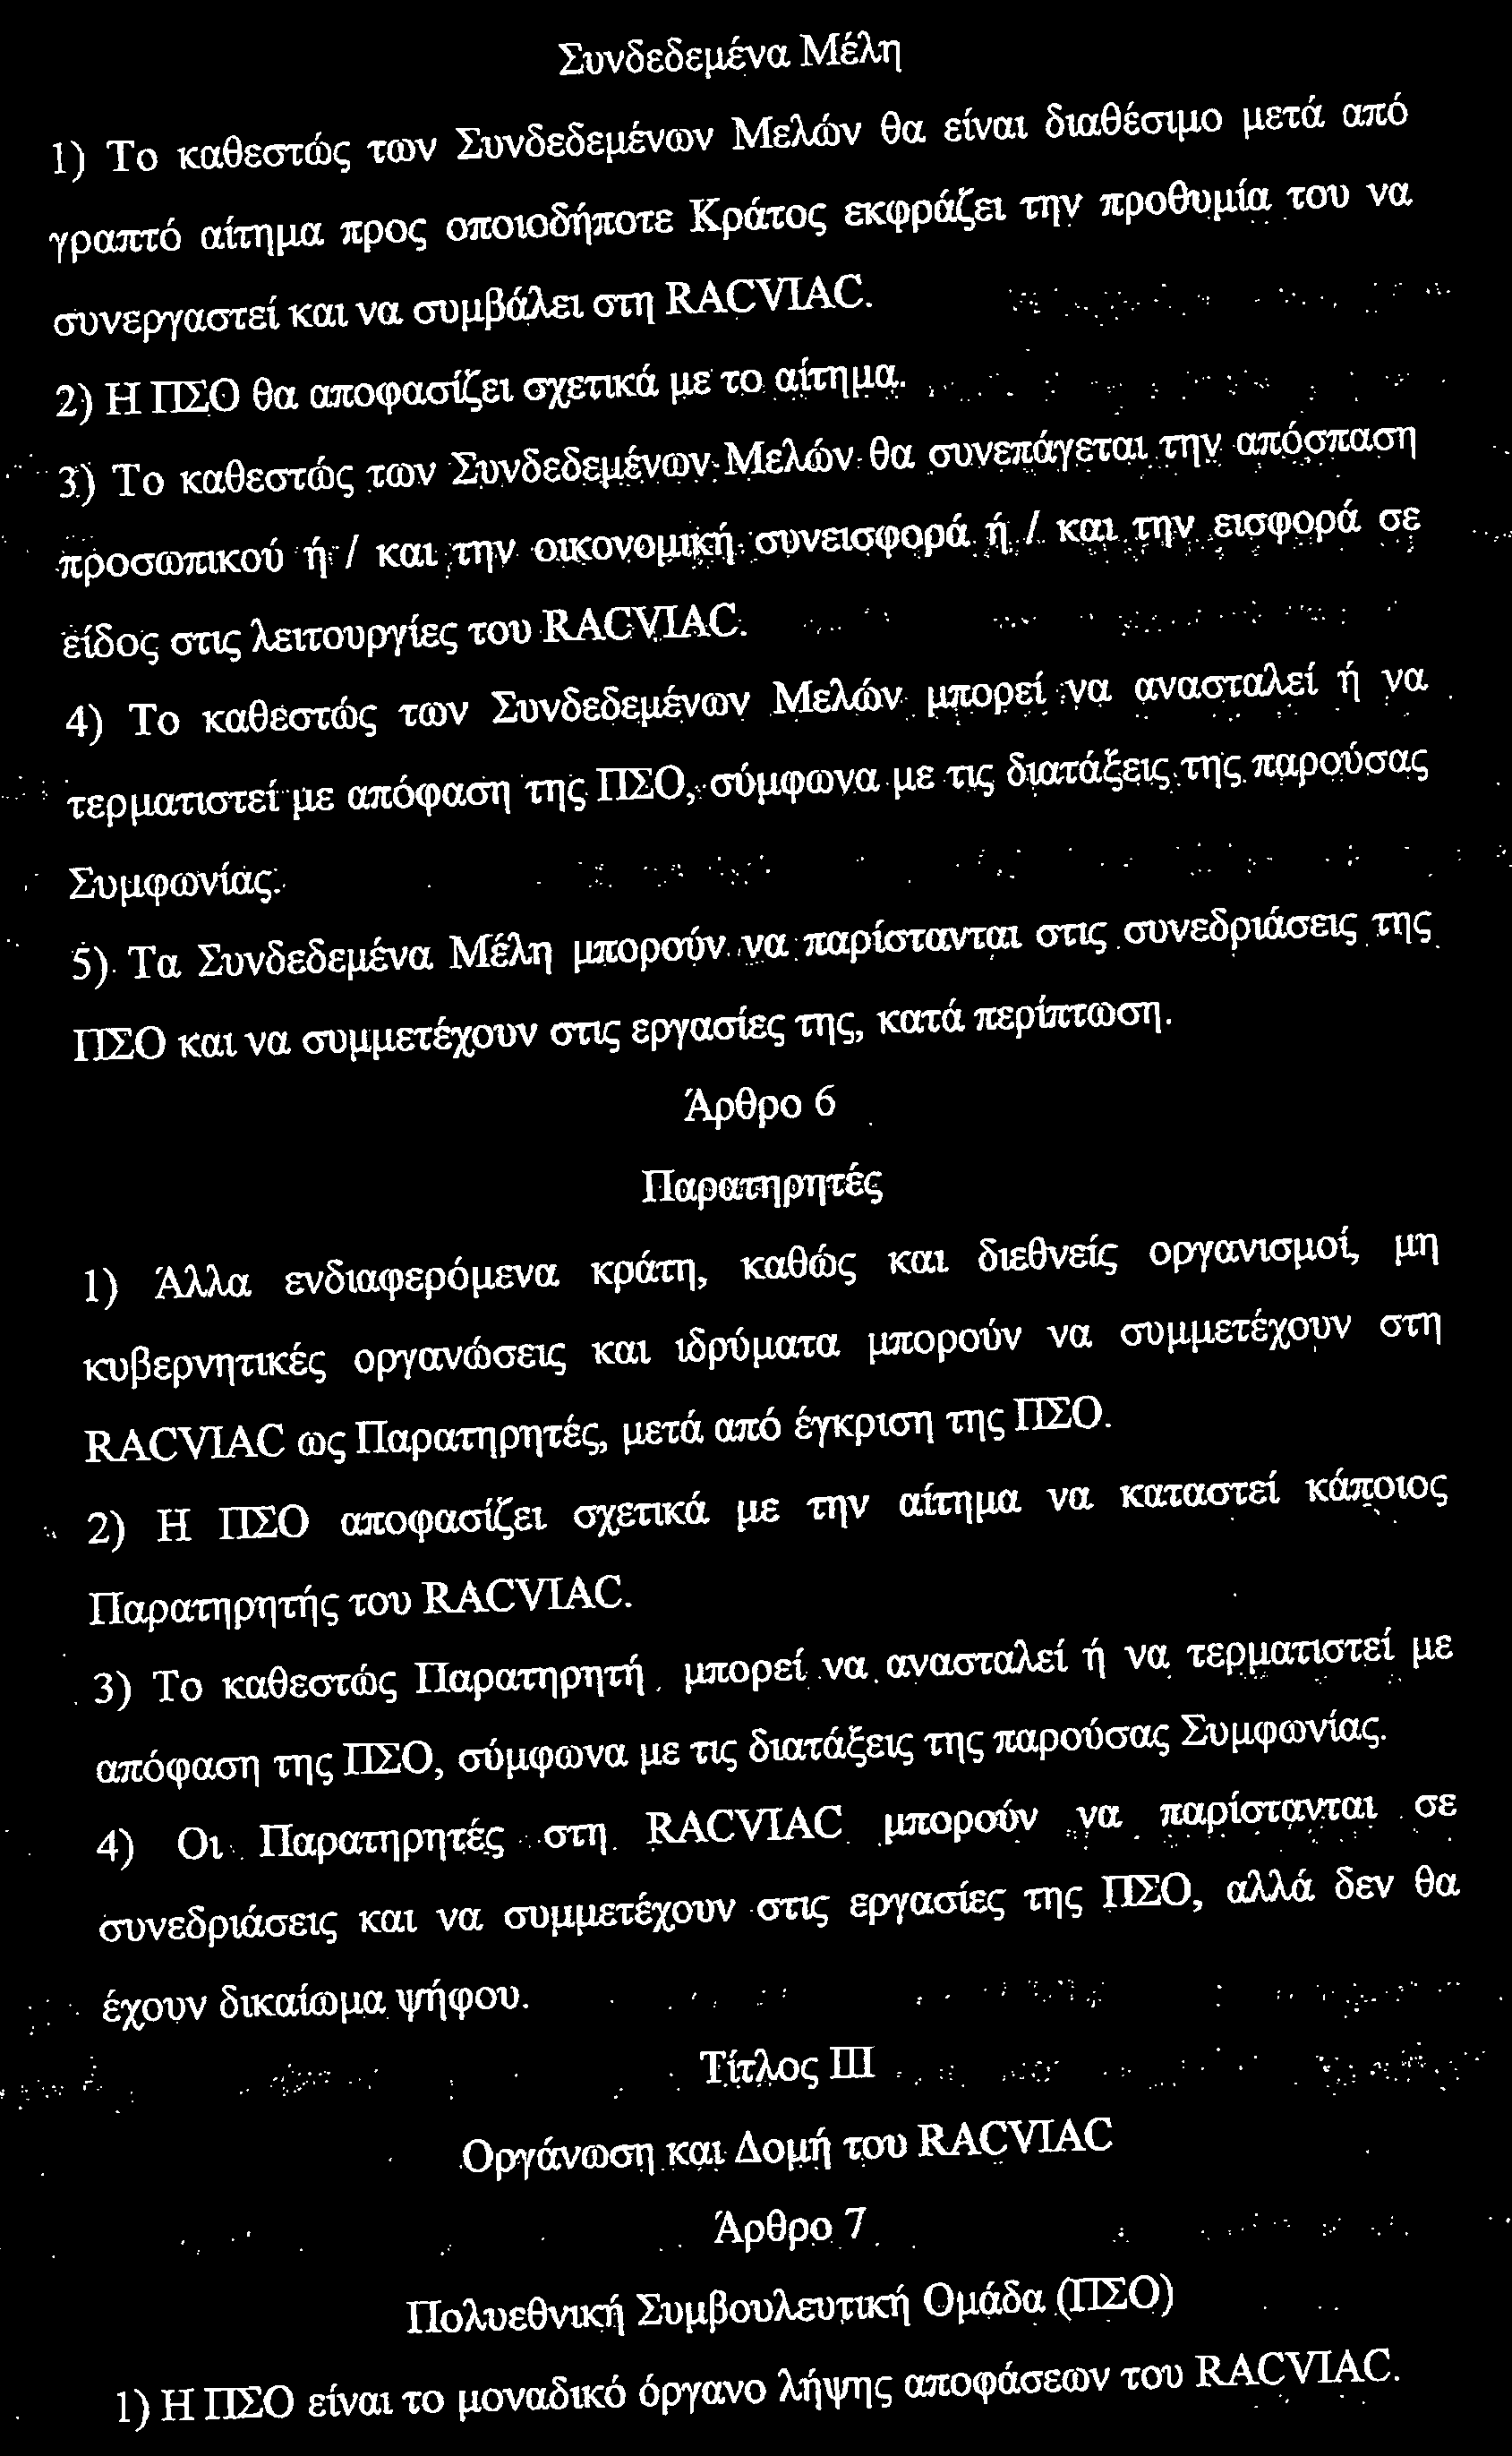 Συνδεδεμένα Μέλη
1) Το καθεστώς των Συνδεδεμένων Μελών θα είναι διαθέσιμο μετά από
γραπτό αίτημα προς οποιοδήποτε Κράτος εκφράζει την προθυμία του να
συνεργαστεί και να συμβάλει στη RACVIAC.
2) Η ΠΣΟ θα αποφασίζει σχετικά με το αίτημα.
3) Το καθεστώς των Συνδεδεμένων Μελών θα συνεπάγεται την απόσπαση
προσωπικού ή / και την οικονομική συνεισφορά ή / και την εισφορά σε
είδος στις λειτουργίες του RACVIAC.
4) Το καθεστώς των Συνδεδεμένων Μελών μπορεί να ανασταλεί ή να
τερματιστεί με απόφαση της ΠΣΟ, σύμφωνα με τις διατάξεις της παρούσας
Συμφωνίας.
5) Τα Συνδεδεμένα Μέλη μπορούν να παρίστανται στις συνεδριάσεις της
ΠΣΟ και να συμμετέχουν στις εργασίες της, κατά περίπτωση.
Άρθρο 6
Παρατηρητές
1) Άλλα ενδιαφερόμενα κράτη, καθώς και διεθνείς οργανισμοί, μη
κυβερνητικές οργανώσεις και ιδρύματα μπορούν να συμμετέχουν στη
RACVIAC ως Παρατηρητές, μετά από έγκριση της ΠΣΟ.
2) Η ΠΣΟ αποφασίζει σχετικά με την αίτημα να καταστεί κάποιος
Παρατηρητής του RACVIAC.
3) Το καθεστώς Παρατηρητή μπορεί να ανασταλεί ή να τερματιστεί με
απόφαση της ΠΣΟ, σύμφωνα με τις διατάξεις της παρούσας Συμφωνίας.
4) Οι Παρατηρητές στη RACVIAC μπορούν να παρίστανται σε
συνεδριάσεις και να συμμετέχουν στις εργασίες της ΠΣΟ, αλλά δεν θα
έχουν δικαίωμα ψήφου.
Τίτλος ΙΙΙ
Οργάνωση και Δομή του RACVIAC
Άρθρο 7
Πολυεθνική Συμβουλευτική Ομάδα (ΠΣΟ)
1) Η ΠΣΟ είναι το μοναδικό όργανο λήψης αποφάσεων του RACVIAC.